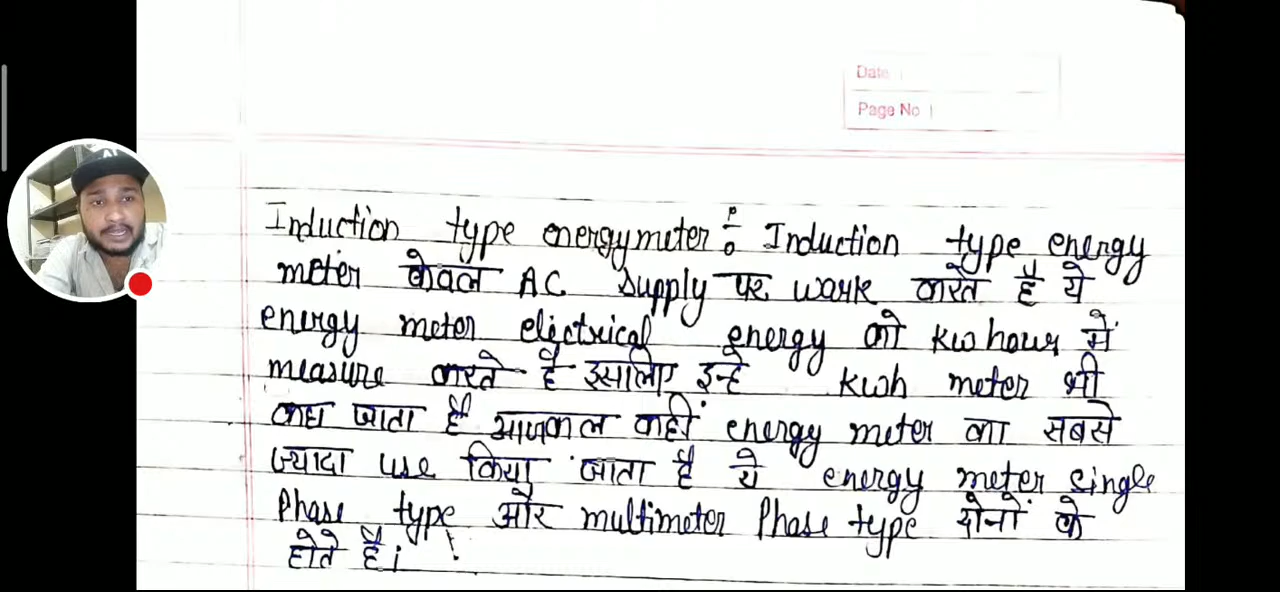 Date
Page No
Induction type energymeter :- Induction type energy
meter केवल AC supply पर work करते है ये
energy meter electrical energy को kw hour में
measure करते है इसलिए इन्हे kwh meter भी
कहा जाता है आजकल कहीं energy meter का सबसे
ज्यादा use किया जाता है ये energy meter single
Phase type और multimeter Phase type दोनों के
होते है।